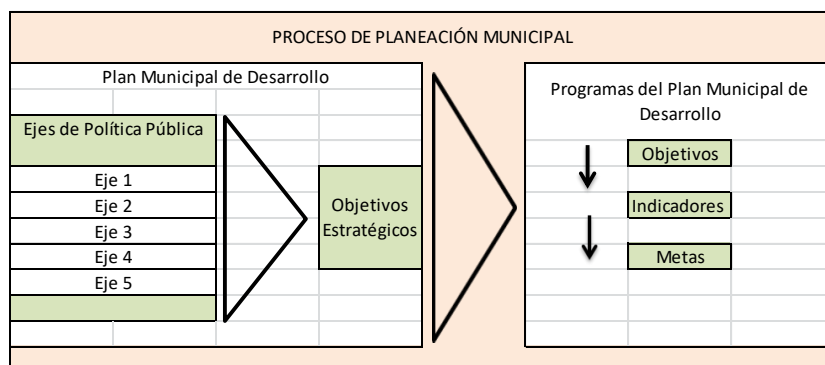 PROCESO DE PLANEACIÓN MUNICIPAL
Plan Municipal de Desarrollo
Ejes de Política Pública
Eje 1
Eje 2
Eje 3
Eje 4
Eje 5
Objetivos
Estratégicos
Programas del Plan Municipal de
Desarrollo
Objetivos
Indicadores
Metas